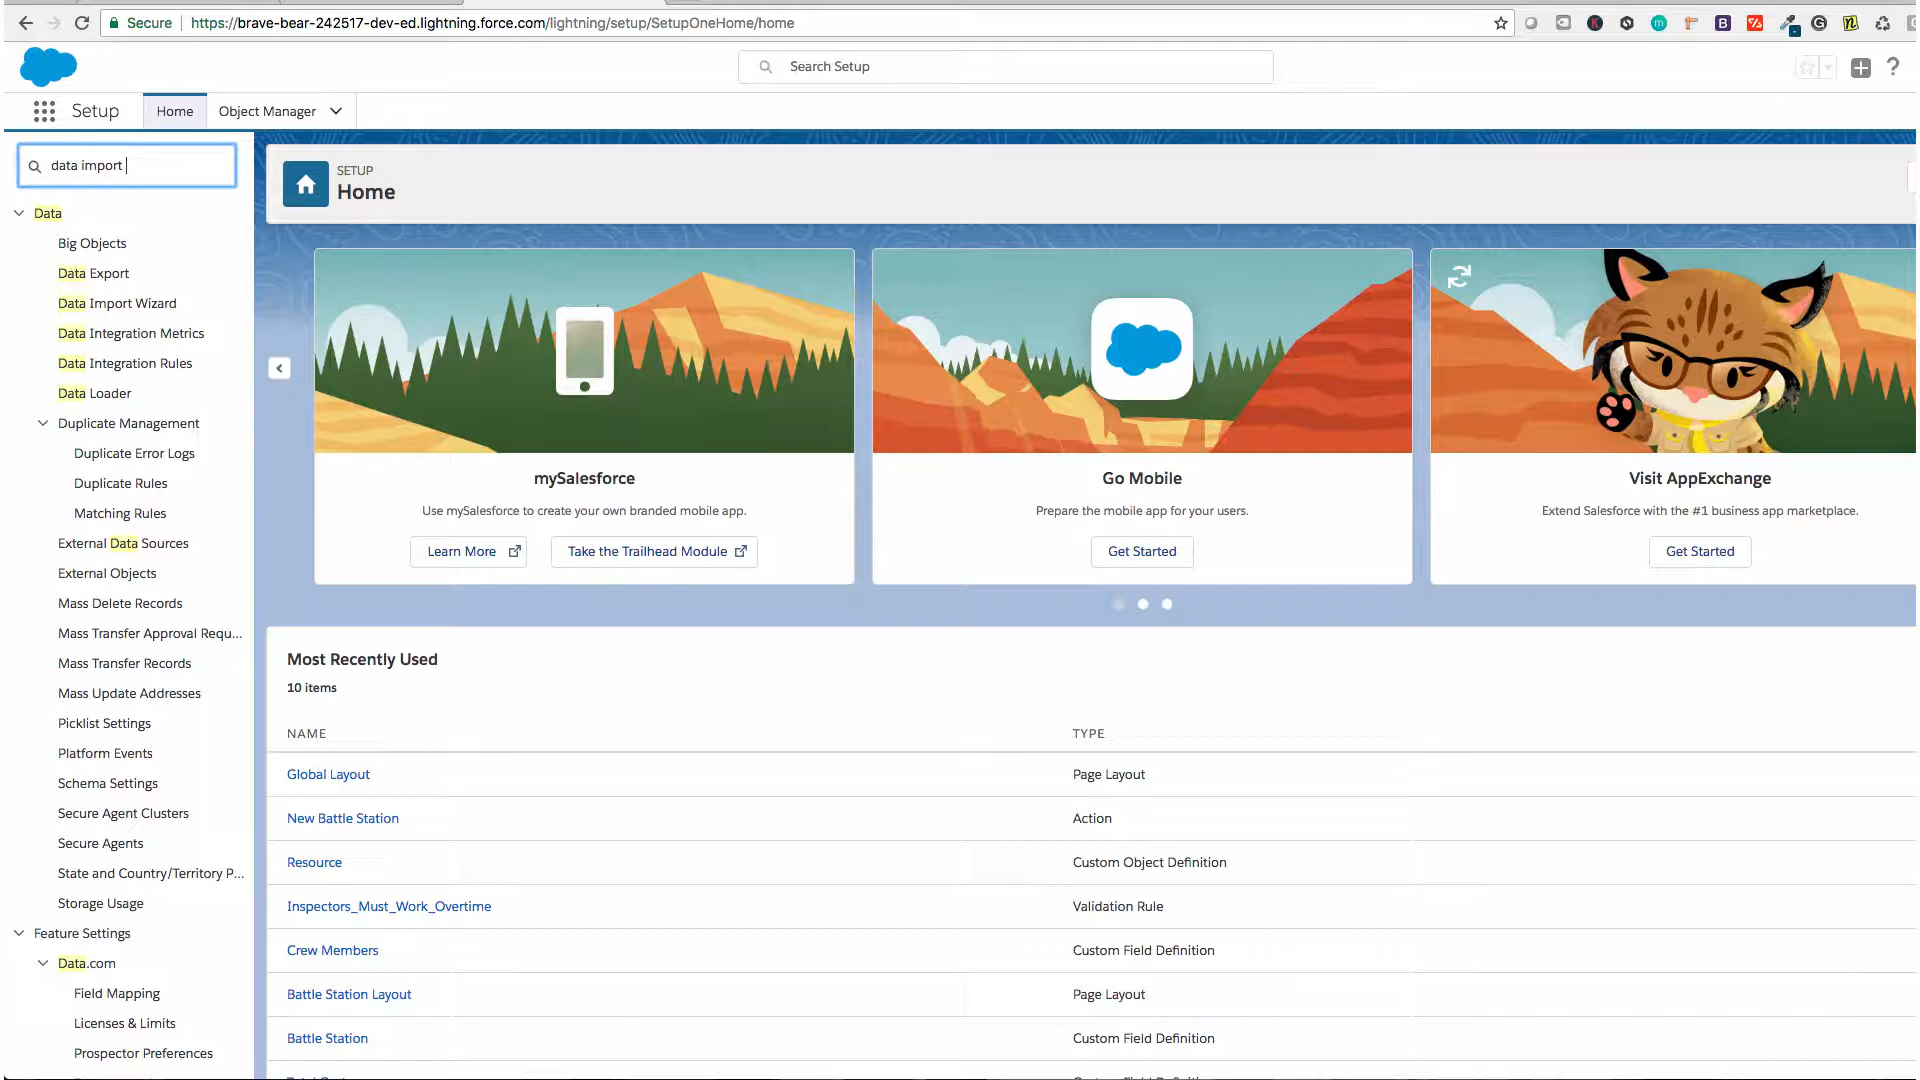 Secure
https://brave-bear-242517-dev-ed.lightning.force.com/lightning/setup/SetupOneHome/home
Search Setup
Setup
Home
Object Manager
data import
Data
Big Objects
Data Export
Data Import Wizard
Data Integration Metrics
Data Integration Rules
Data Loader
Duplicate Management
Duplicate Error Logs
Duplicate Rules
Matching Rules
External Data Sources
External Objects
Mass Delete Records
Mass Transfer Approval Requ...
Mass Transfer Records
Mass Update Addresses
Picklist Settings
Platform Events
Schema Settings
Secure Agent Clusters
Secure Agents
State and Country/Territory P...
Storage Usage
Feature Settings
Data.com
Field Mapping
Licenses & Limits
Prospector Preferences
SETUP
Home
mySalesforce
Use mySalesforce to create your own branded mobile app.
Learn More
Take the Trailhead Module
Go Mobile
Prepare the mobile app for your users.
Get Started
Visit AppExchange
Extend Salesforce with the #1 business app marketplace.
Get Started
Most Recently Used
10 items
NAME TYPE
Global Layout Page Layout
New Battle Station Action
Resource Custom Object Definition
Inspectors_Must_Work_Overtime Validation Rule
Crew Members Custom Field Definition
Battle Station Layout Page Layout
Battle Station Custom Field Definition